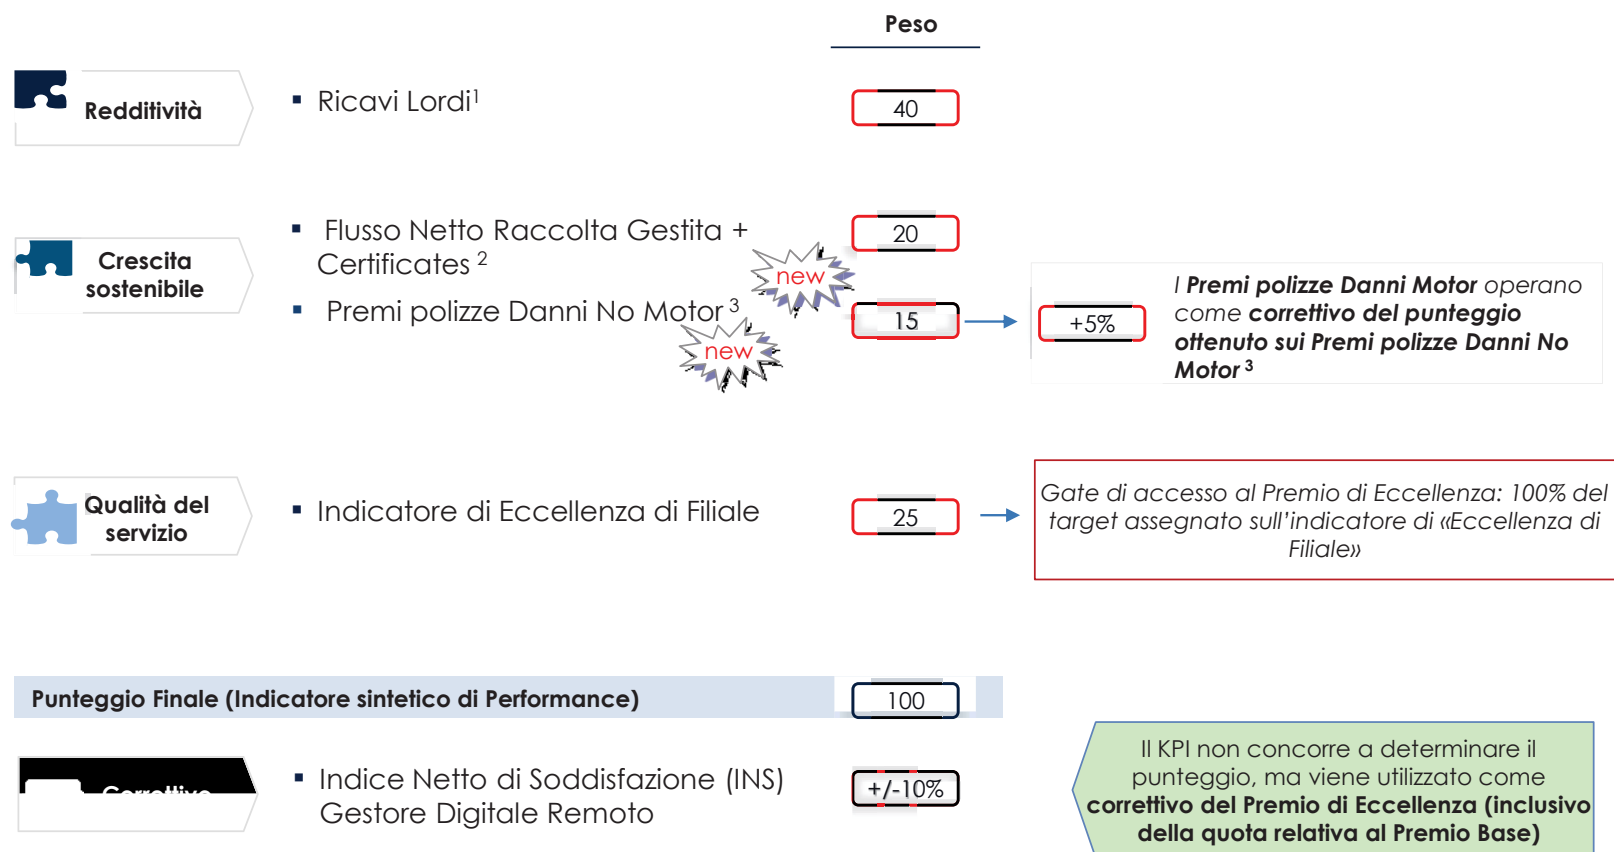 Peso
Redditività
▪ Ricavi Lordi¹
40
Crescita
sostenibile
▪ Flusso Netto Raccolta Gestita +
Certificates ²
20
new
▪ Premi polizze Danni No Motor ³
15
new
+5%
I Premi polizze Danni Motor operano
come correttivo del punteggio
ottenuto sui Premi polizze Danni No
Motor ³
Qualità del
servizio
▪ Indicatore di Eccellenza di Filiale
25
Gate di accesso al Premio di Eccellenza: 100% del
target assegnato sull’indicatore di «Eccellenza di
Filiale»
Punteggio Finale (Indicatore sintetico di Performance)
100
Correttivo
▪ Indice Netto di Soddisfazione (INS)
Gestore Digitale Remoto
+/-10%
Il KPI non concorre a determinare il
punteggio, ma viene utilizzato come
correttivo del Premio di Eccellenza (inclusivo
della quota relativa al Premio Base)